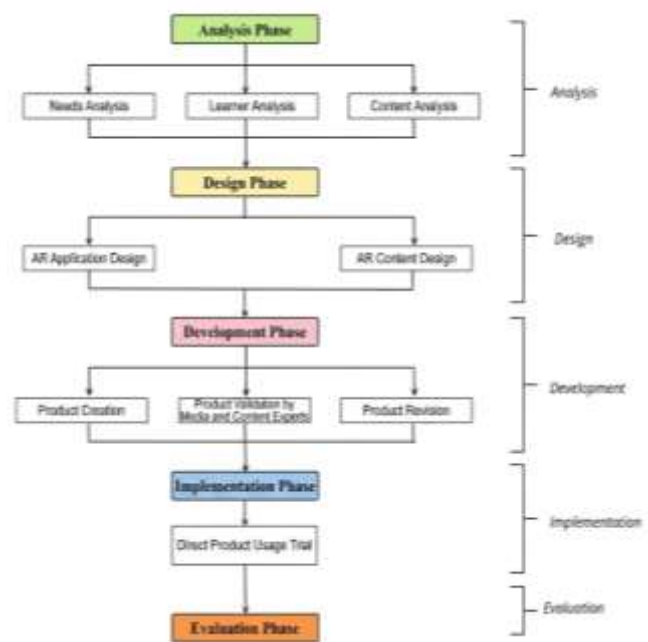 Analysis Phase
Needs Analysis
Learner Analysis
Content Analysis
Analysis
Design Phase
AR Application Design
AR Content Design
Design
Development Phase
Product Creation
Product Validation by
Media and Content Experts
Product Revision
Development
Implementation Phase
Direct Product Usage Trial
Implementation
Evaluation Phase
Evaluation